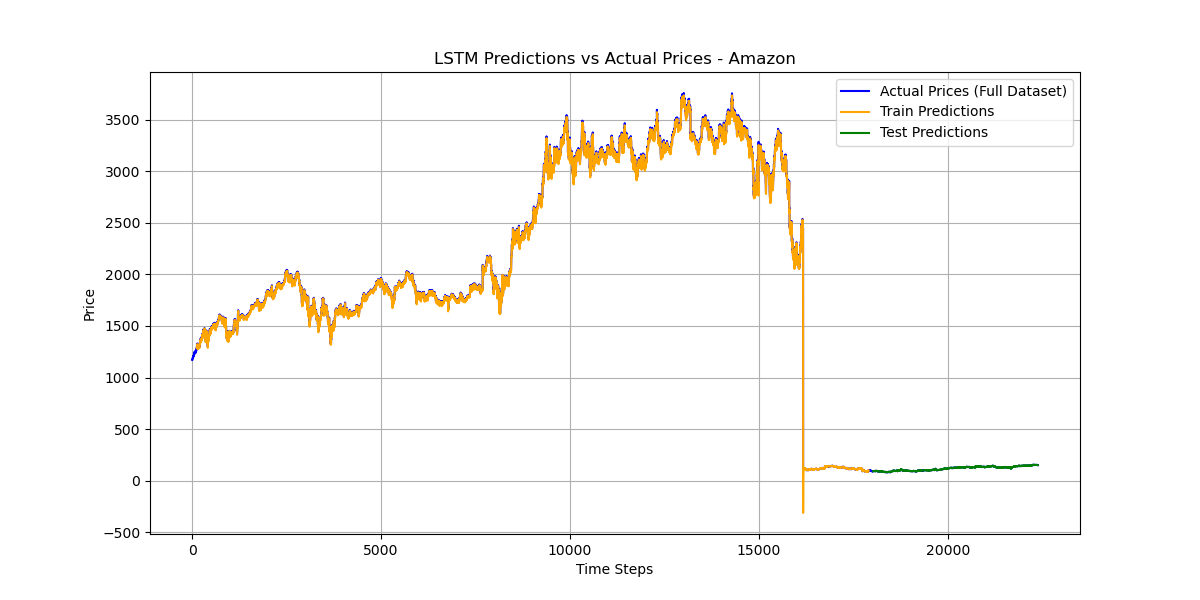 LSTM Predictions vs Actual Prices - Amazon
Actual Prices (Full Dataset)
Train Predictions
Test Predictions
Price
3500
3000
2500
2000
1500
1000
500
0
−500
0 5000 10000 15000 20000
Time Steps